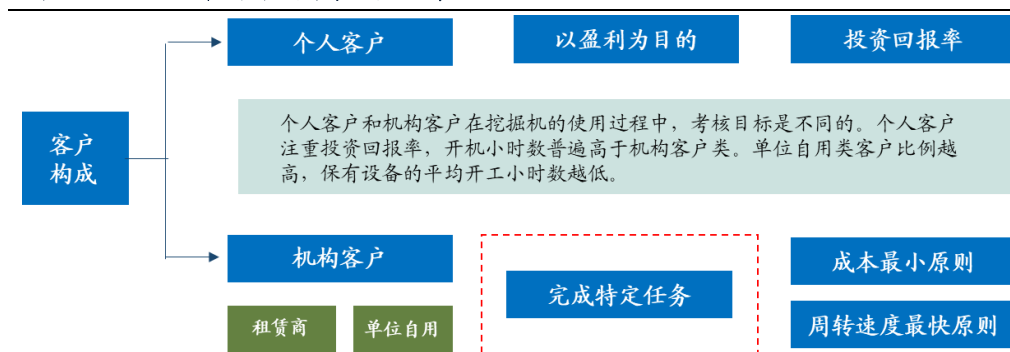 个人客户
以盈利为目的
投资回报率
客户
构成
个人客户和机构客户在挖掘机的使用过程中，考核目标是不同的。个人客户
注重投资回报率，开机小时数普遍高于机构客户类。单位自用类客户比例越
高，保有设备的平均开工小时数越低。
机构客户
完成特定任务
成本最小原则
租赁商
单位自用
周转速度最快原则